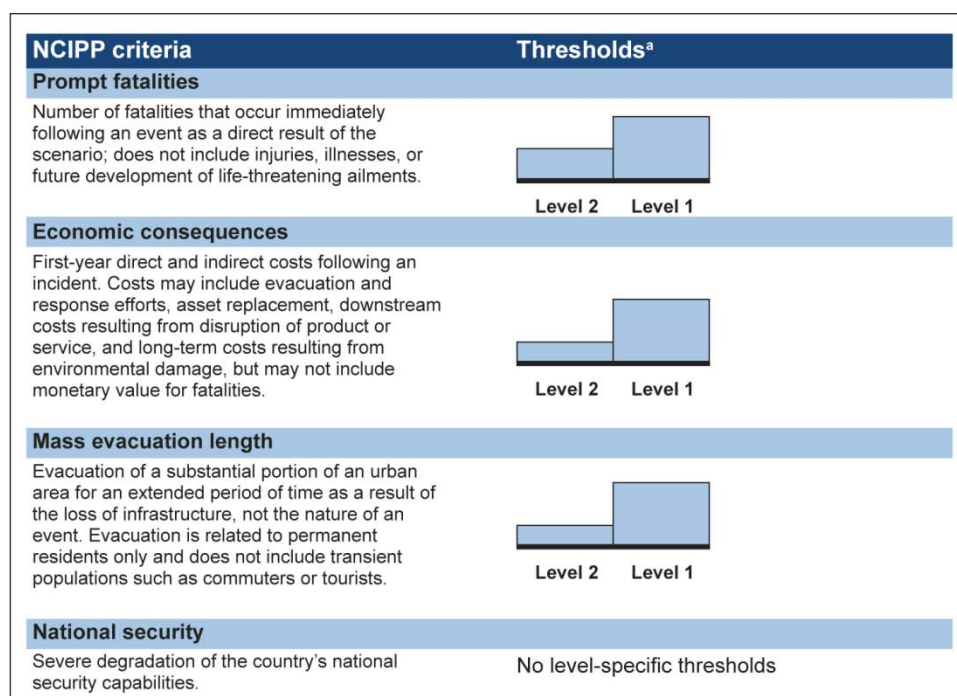 NCIPP criteria
Thresholdsª
Prompt fatalities
Number of fatalities that occur immediately
following an event as a direct result of the
scenario; does not include injuries, illnesses, or
future development of life-threatening ailments.
Level 2 Level 1
Economic consequences
First-year direct and indirect costs following an
incident. Costs may include evacuation and
response efforts, asset replacement, downstream
costs resulting from disruption of product or
service, and long-term costs resulting from
environmental damage, but may not include
monetary value for fatalities.
Level 2 Level 1
Mass evacuation length
Evacuation of a substantial portion of an urban
area for an extended period of time as a result of
the loss of infrastructure, not the nature of an
event. Evacuation is related to permanent
residents only and does not include transient
populations such as commuters or tourists.
Level 2 Level 1
National security
Severe degradation of the country’s national
security capabilities.
No level-specific thresholds